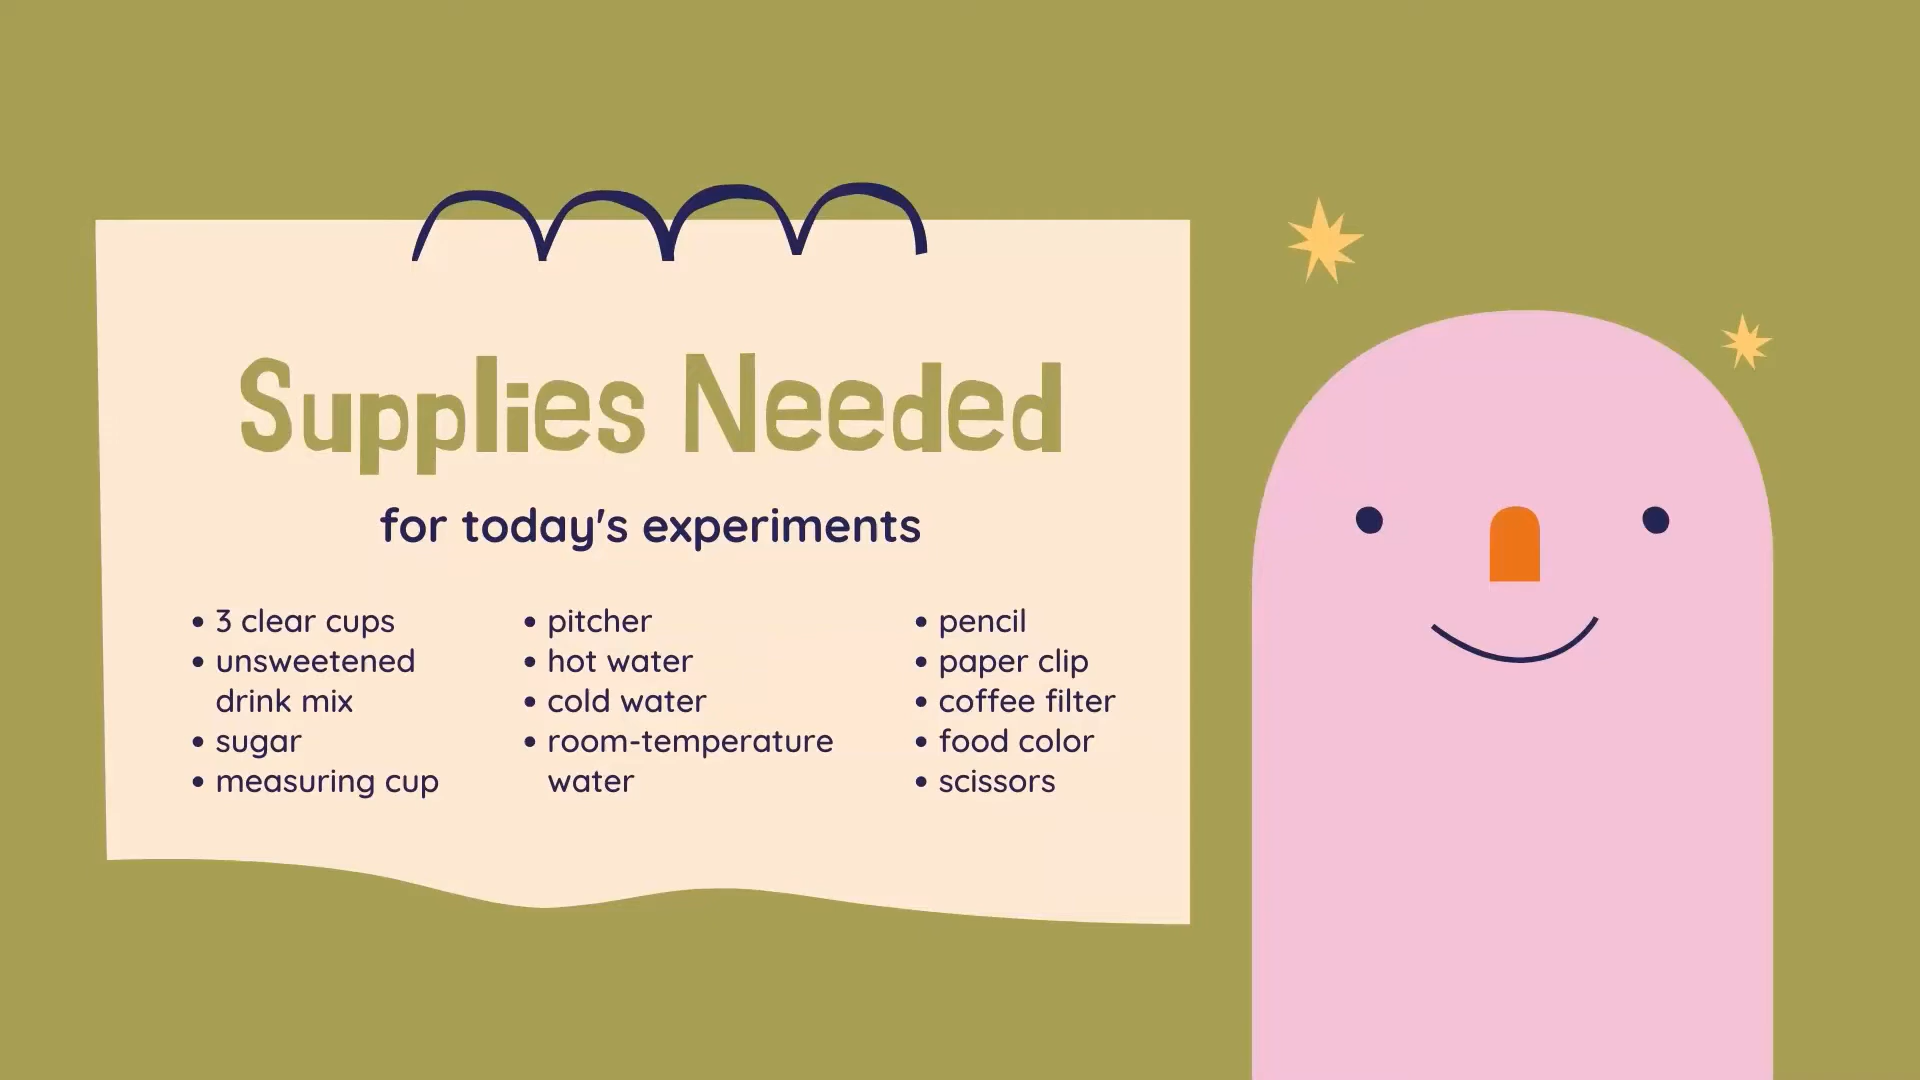 Supplies Needed
for today's experiments
• 3 clear cups
• unsweetened
drink mix
• sugar
• measuring cup
• pitcher
• hot water
• cold water
• room-temperature
water
• pencil
• paper clip
• coffee filter
• food color
• scissors